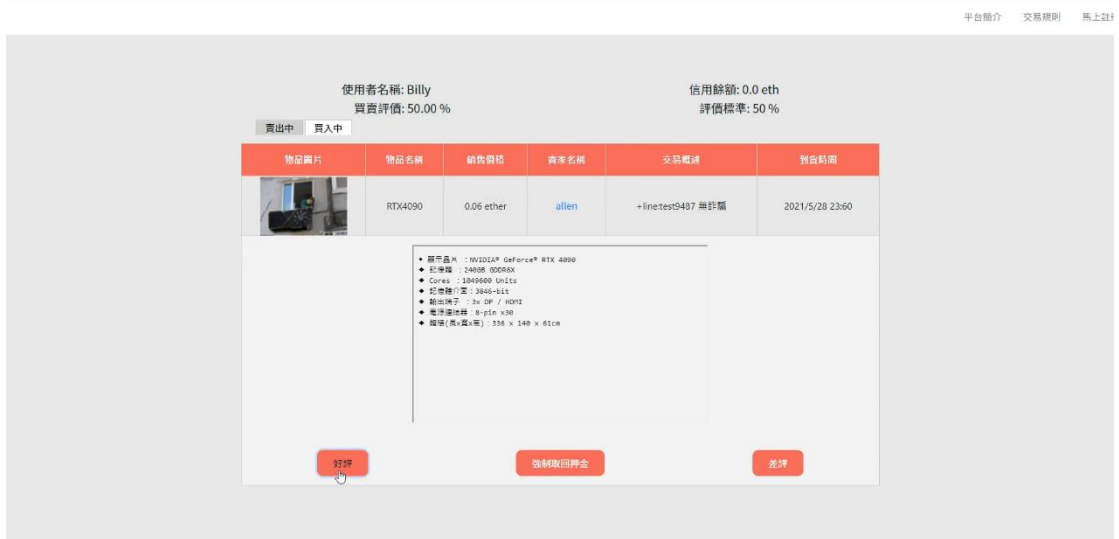 平台簡介 交易規則 馬上註
使用者名稱: Billy 信用餘額: 0.0 eth
買賣評價: 50.00 % 評價標準: 50 %
賣出中 買入中
物品圖片 物品名稱 銷售價格 賣家名稱 交易概述 到貨時間
RTX4090 0.06 ether allen +line:test9487 無詐騙 2021/5/28 23:60
◆ 顯示晶片 : NVIDIA® GeForce® RTX 4090
◆ 記憶體 : 240GB GDDR6X
◆ Cores : 1049600 Units
◆ 記憶體介面 : 3846-bit
◆ 輸出端子 : 3x DP / HDMI
◆ 電源連接器 : 8-pin x30
◆ (長x寬x高) : 336 x 140 x 61cm
好評 強制取回押金 差評